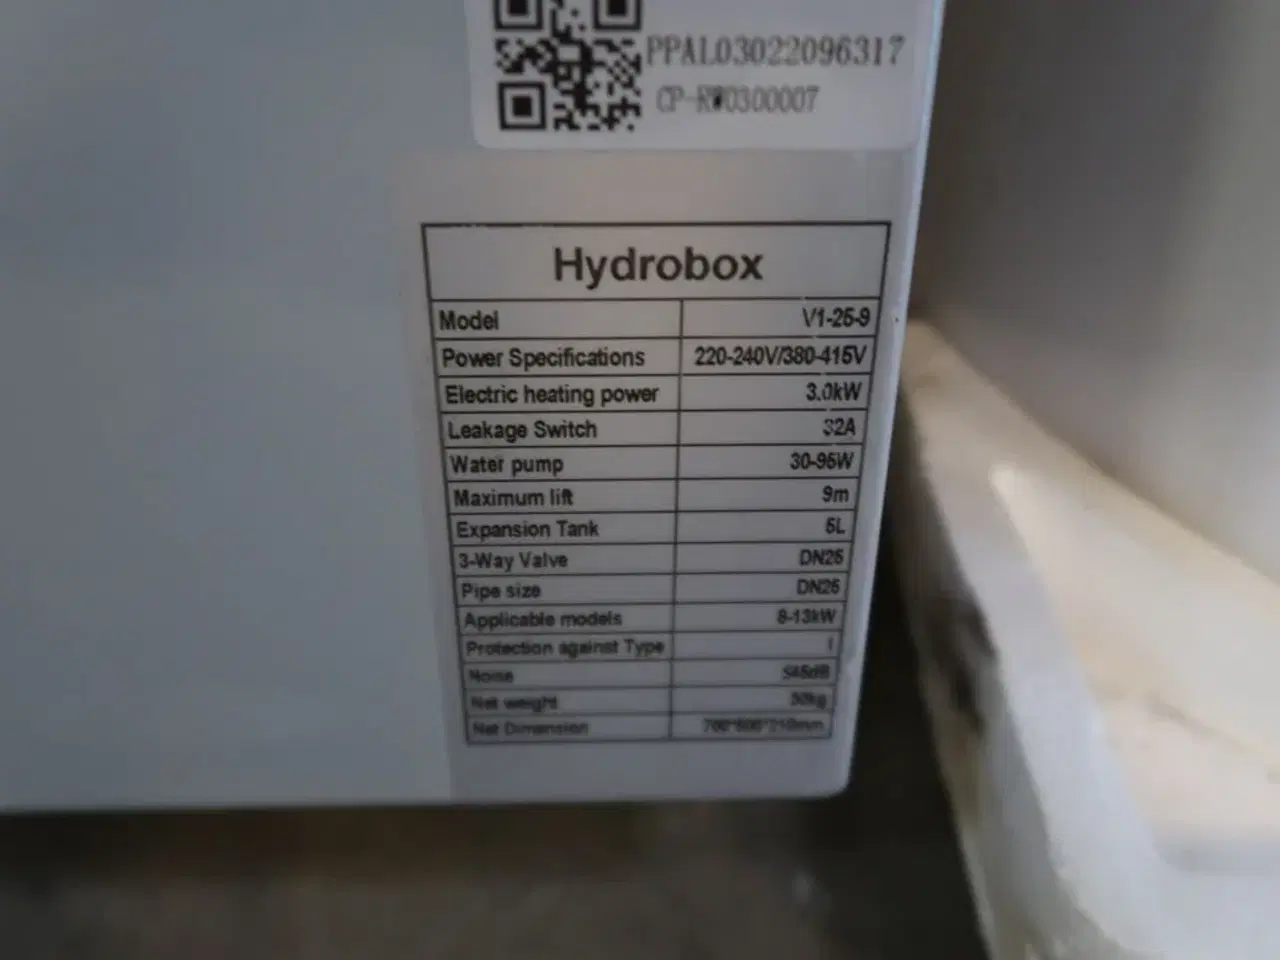 PPAL03022096317
CP-RW0300007
Hydrobox
Model V1-25-9
Power Specifications 220-240V/380-415V
Electric heating power 3.0kW
Leakage Switch 32A
Water pump 30-95W
Maximum lift 9m
Expansion Tank 5L
3-Way Valve DN25
Pipe size DN25
Applicable models 8-13kW
Protection against Type I
Noise ≤45dB
Net weight
Net Dimension